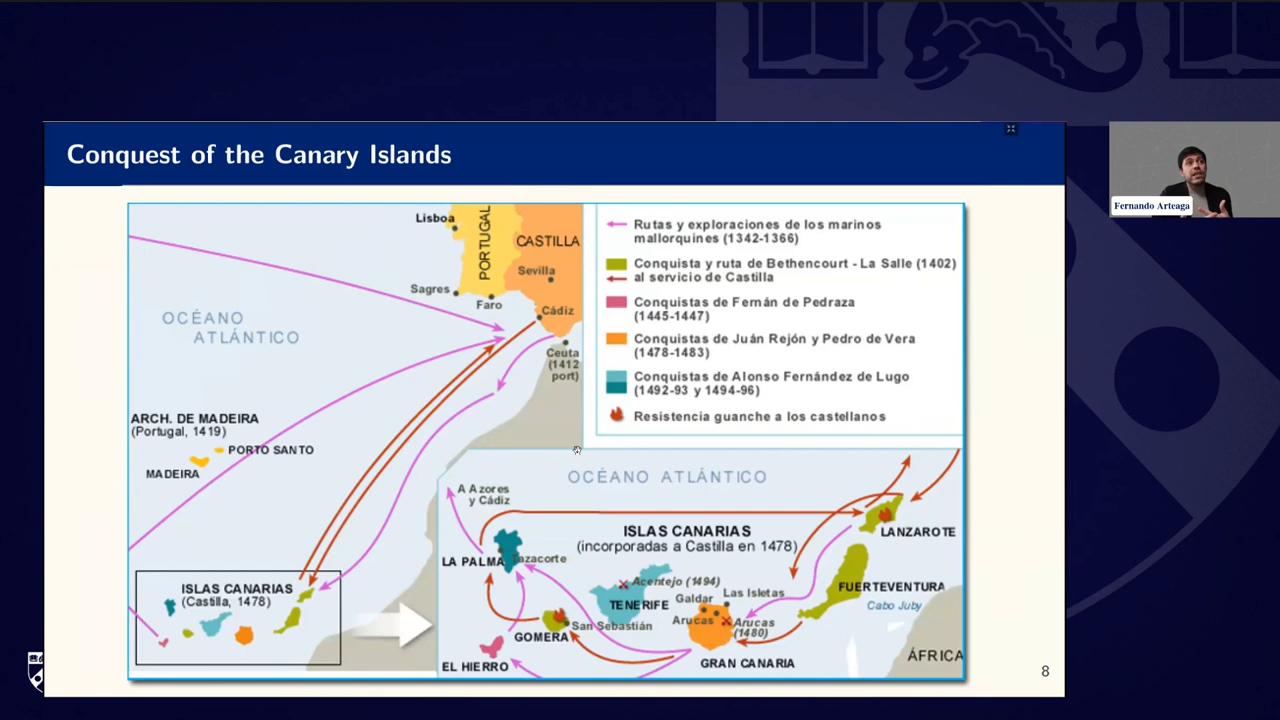 Conquest of the Canary Islands
Fernando Arteaga
Lisboa
PORTUGAL
CASTILLA
Sevilla
Sagres
Faro
Cádiz
OCÉANO
ATLÁNTICO
Ceuta
(1412
port)
ARCH. DE MADEIRA
(Portugal, 1419)
PORTO SANTO
MADEIRA
ISLAS CANARIAS
(Castilla, 1478)
Rutas y exploraciones de los marinos
mallorquines (1342-1366)
Conquista y ruta de Bethencourt - La Salle (1402)
al servicio de Castilla
Conquistas de Fernán de Pedraza
(1445-1447)
Conquistas de Juán Rejón y Pedro de Vera
(1478-1483)
Conquistas de Alonso Fernández de Lugo
(1492-93 y 1494-96)
Resistencia guanche a los castellanos
OCÉANO ATLÁNTICO
A Azores
y Cádiz
ISLAS CANARIAS
(incorporadas a Castilla en 1478)
LANZAROTE
LA PALMA
Tazacorte
Acentejo (1494)
FUERTEVENTURA
Galdar
Las Isletas
Cabo Juby
TENERIFE
Arucas
Arucas
(1480)
San Sebastián
GOMERA
EL HIERRO
GRAN CANARIA
ÁFRICA
8